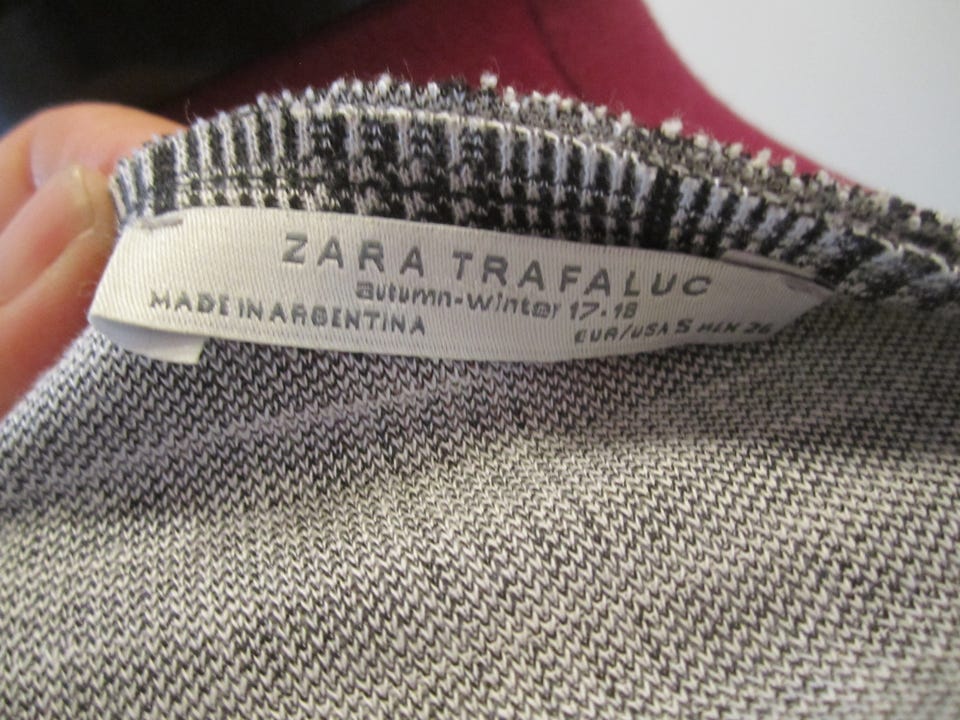 ZARA TRAFALUC
autumn-winter 17.18
MADE IN ARGENTINA
EUR/USA S MEX 26